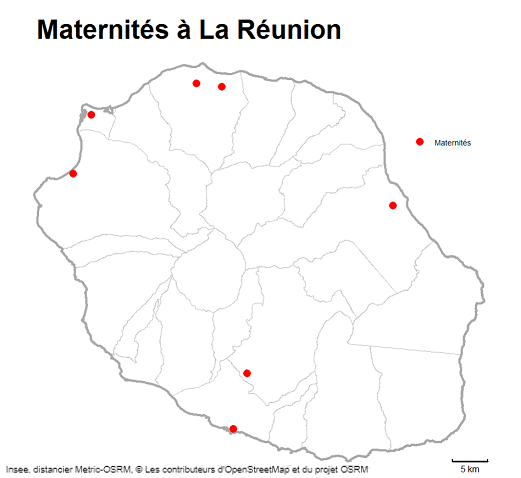 Maternités à La Réunion
Maternités
Insee, distancier Metric-OSRM, © Les contributeurs d'OpenStreetMap et du projet OSRM
5 km